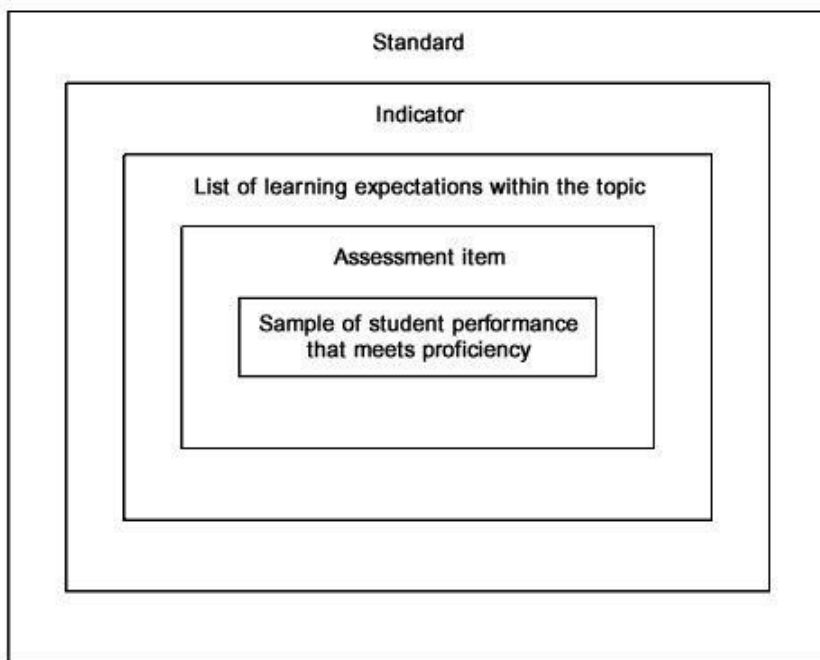 Standard
Indicator
List of learning expectations within the topic
Assessment item
Sample of student performance
that meets proficiency